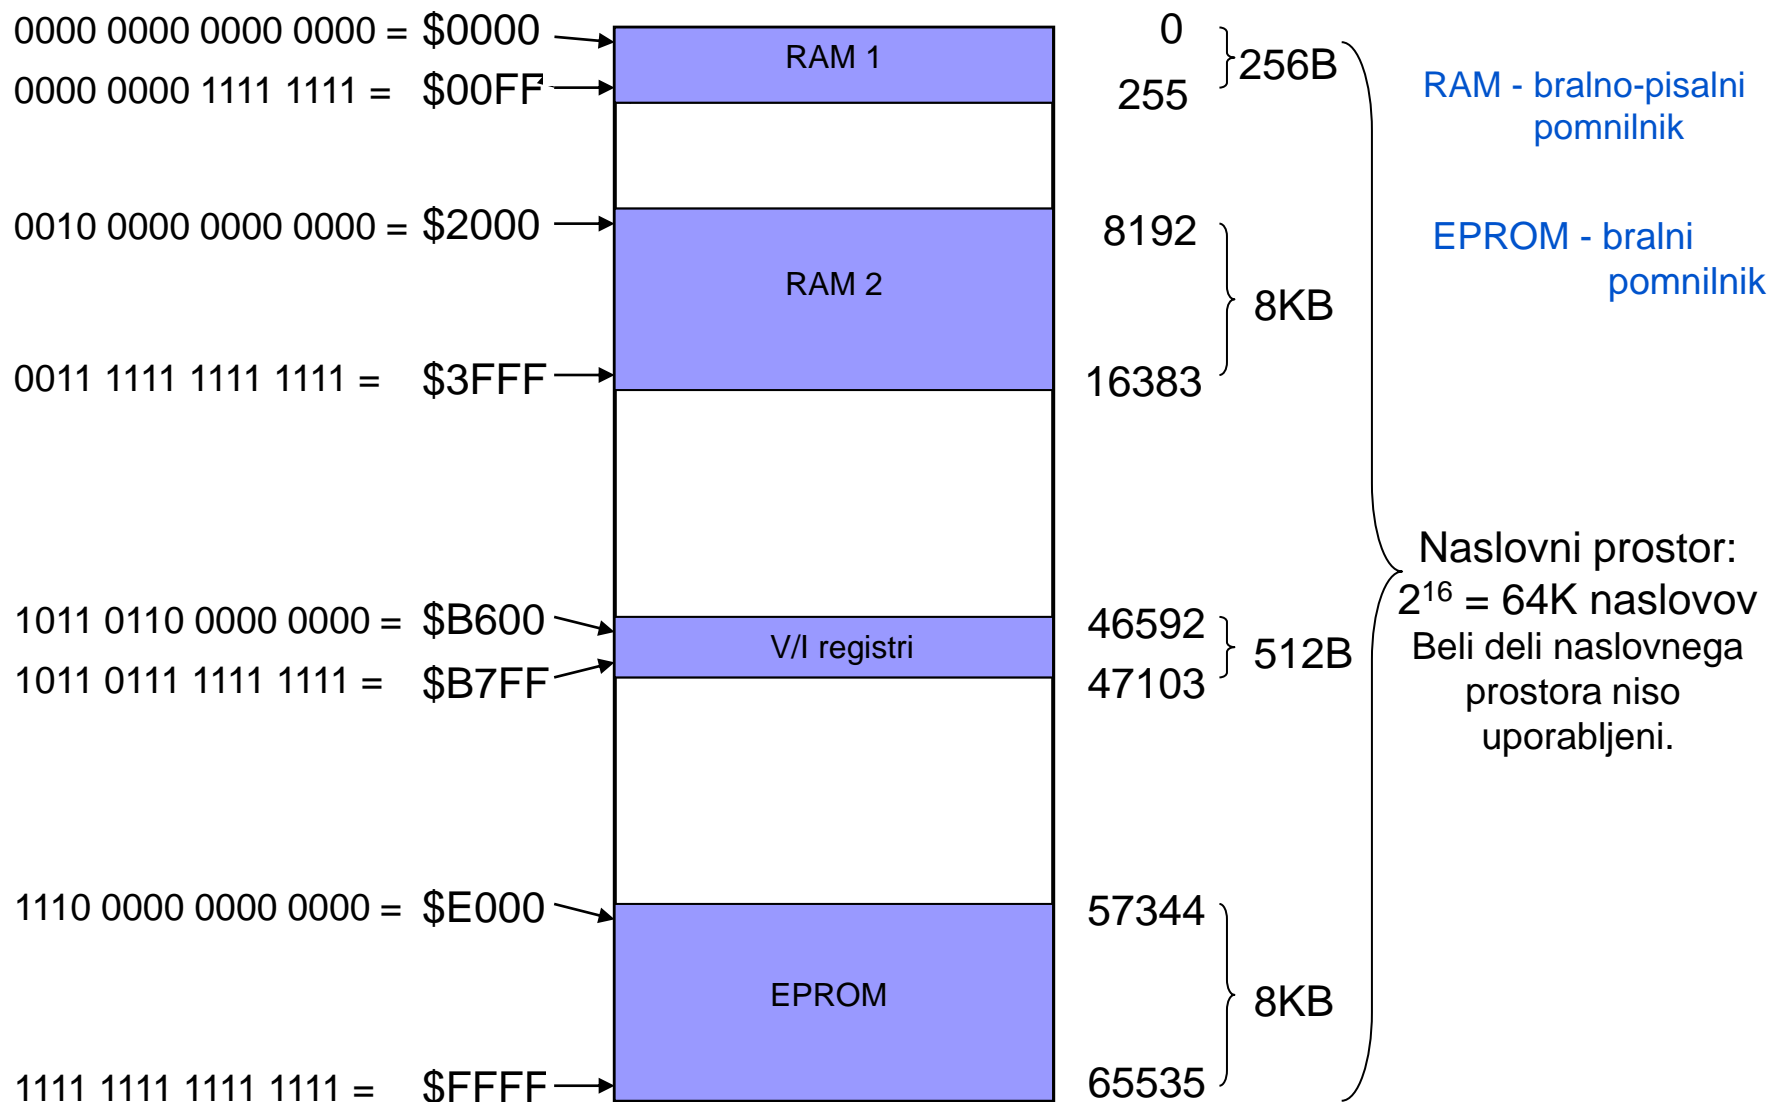 0000 0000 0000 0000 = $0000
RAM 1
0
256B
0000 0000 1111 1111 = $00FF
255
RAM - bralno-pisalni
pomnilnik
0010 0000 0000 0000 = $2000
RAM 2
8192
8KB
EPROM - bralni
pomnilnik
0011 1111 1111 1111 = $3FFF
16383
Naslovni prostor:
2¹⁶ = 64K naslovov
Beli deli naslovnega
prostora niso
uporabljeni.
1011 0110 0000 0000 = $B600
V/I registri
46592
512B
1011 0111 1111 1111 = $B7FF
47103
1110 0000 0000 0000 = $E000
57344
EPROM
8KB
1111 1111 1111 1111 = $FFFF
65535